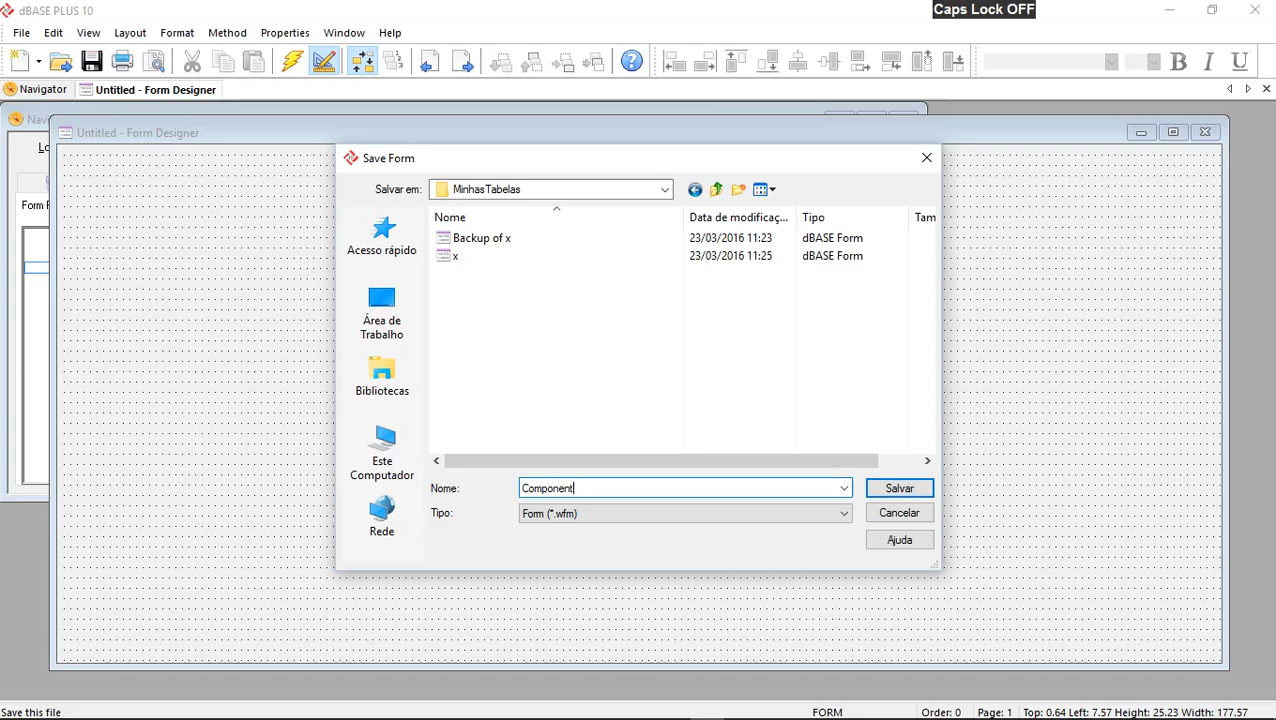 dBASE PLUS 10
Caps Lock OFF
File Edit View Layout Format Method Properties Window Help
B I U
Navigator Untitled - Form Designer
Untitled - Form Designer
Form
Save Form
Salvar em: MinhasTabelas
Nome Data de modificaç... Tipo Tam
Backup of x 23/03/2016 11:23 dBASE Form
x 23/03/2016 11:25 dBASE Form
Acesso rápido
Área de
Trabalho
Bibliotecas
Este
Computador
Rede
Nome: Component Salvar
Tipo: Form (*.wfm) Cancelar
Ajuda
Save this file FORM Order: 0 Page: 1 Top: 0.64 Left: 7.57 Height: 25.23 Width: 177.57